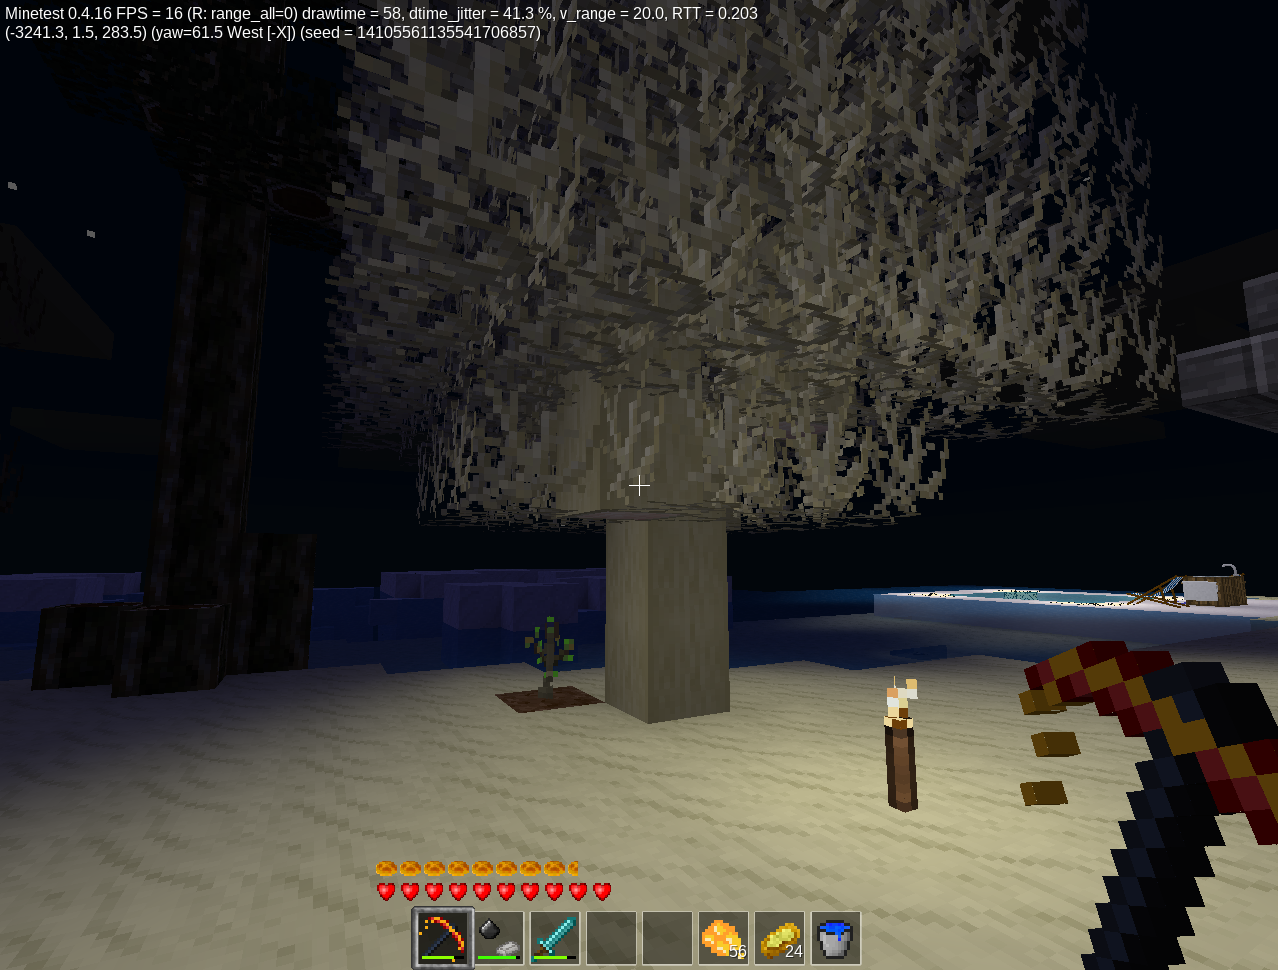 Minetest 0.4.16 FPS = 16 (R: range_all=0) drawtime = 58, dtime_jitter = 41.3 %, v_range = 20.0, RTT = 0.203
(-3241.3, 1.5, 283.5) (yaw=61.5 West [-X]) (seed = 14105561135541706857)
56
24